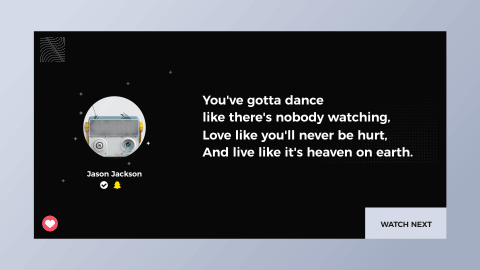 You've gotta dance
like there's nobody watching,
Love like you'll never be hurt,
And live like it's heaven on earth.
Jason Jackson
WATCH NEXT